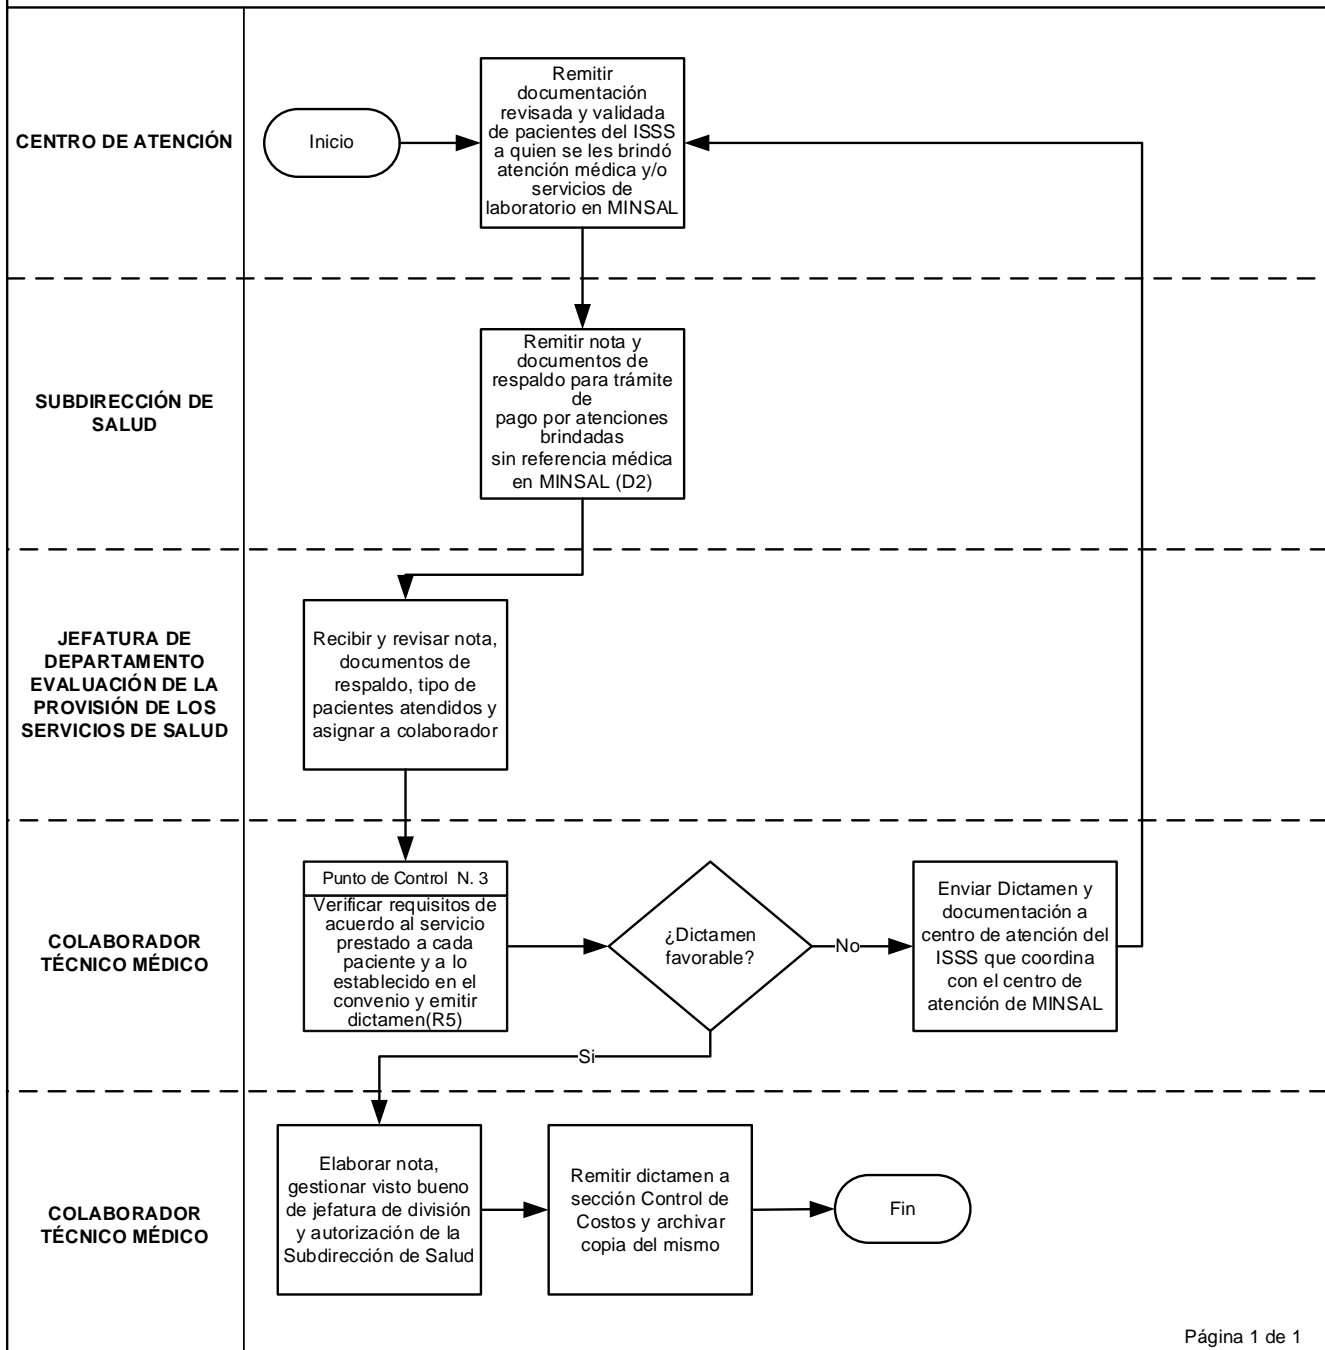 CENTRO DE ATENCIÓN
Inicio
Remitir
documentación
revisada y validada
de pacientes del ISSS
a quien se les brindó
atención médica y/o
servicios de
laboratorio en MINSAL
SUBDIRECCIÓN DE
SALUD
Remitir nota y
documentos de
respaldo para trámite
de
pago por atenciones
brindadas
sin referencia médica
en MINSAL (D2)
JEFATURA DE
DEPARTAMENTO
EVALUACIÓN DE LA
PROVISIÓN DE LOS
SERVICIOS DE SALUD
Recibir y revisar nota,
documentos de
respaldo, tipo de
pacientes atendidos y
asignar a colaborador
COLABORADOR
TÉCNICO MÉDICO
Punto de Control N. 3
Verificar requisitos de
acuerdo al servicio
prestado a cada
paciente y a lo
establecido en el
convenio y emitir
dictamen(R5)
¿Dictamen
favorable?
No
Enviar Dictamen y
documentación a
centro de atención del
ISSS que coordina
con el centro de
atención de MINSAL
Si
COLABORADOR
TÉCNICO MÉDICO
Elaborar nota,
gestionar visto bueno
de jefatura de división
y autorización de la
Subdirección de Salud
Remitir dictamen a
sección Control de
Costos y archivar
copia del mismo
Fin
Página 1 de 1